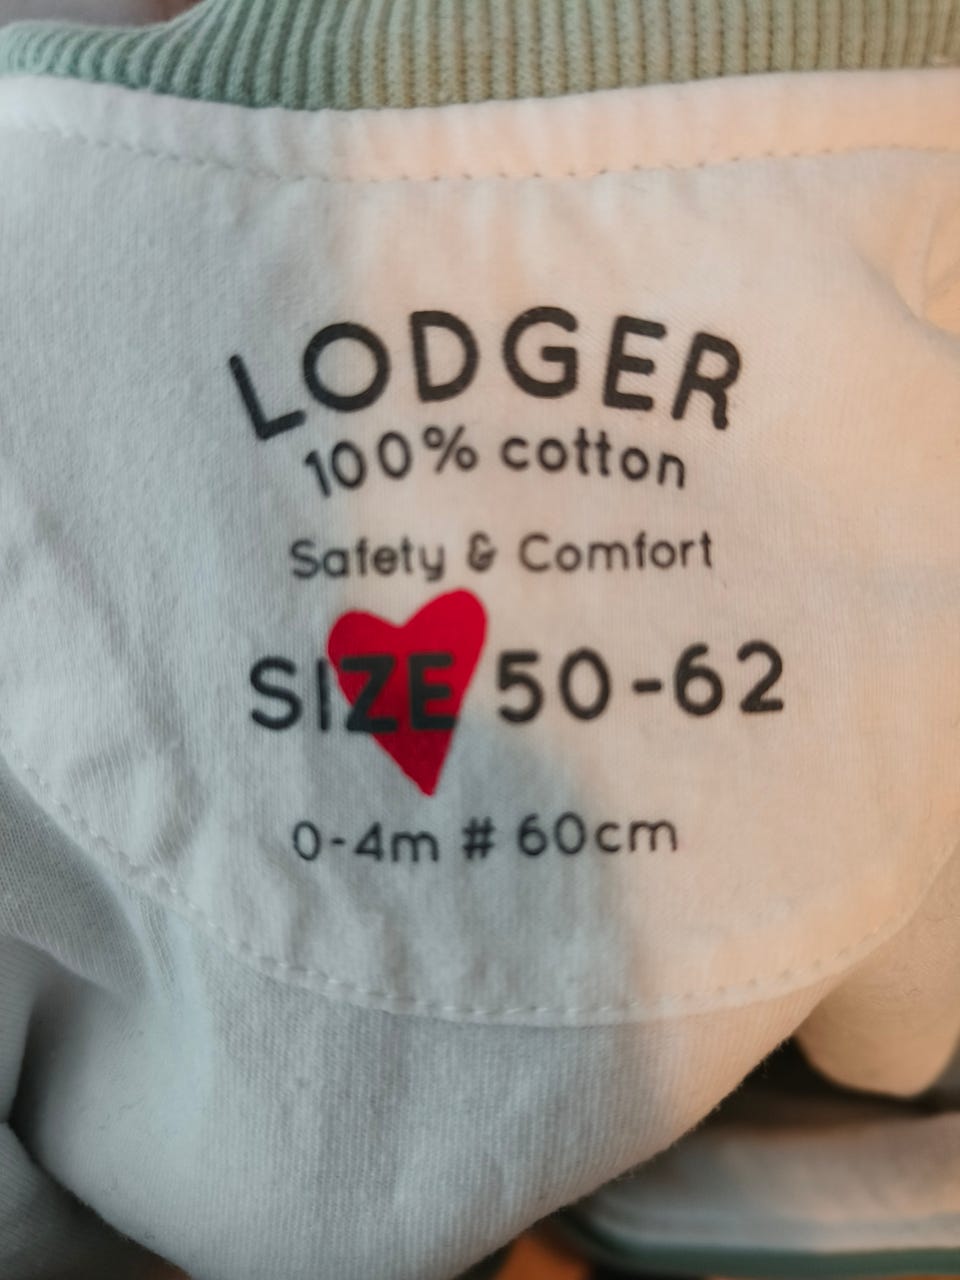 LODGER
100% cotton
Safety & Comfort
SIZE 50-62
0-4m # 60cm